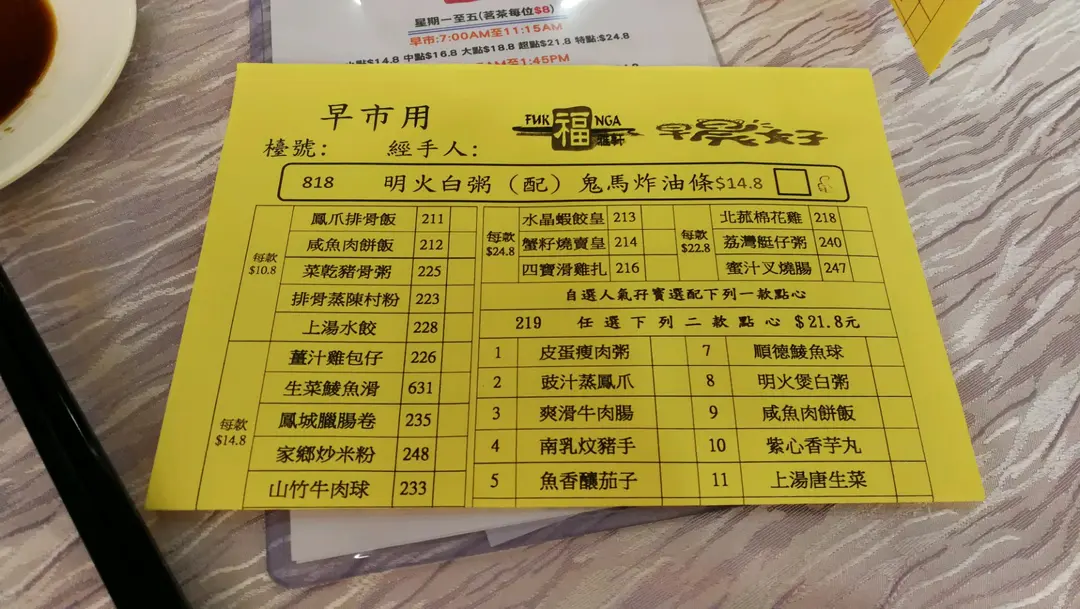 星期一至五(茗茶每位$8)
早市:7:00AM至11:15AM
$14.8 中點$16.8 大點$18.8 超點$21.8 特點:$24.8
AM至1:45PM
早市用
FUK 福 NGA
軒
檯號: 經手人:
818 明火白粥（配）鬼馬炸油條$14.8
每款$10.8
鳳爪排骨飯 211
咸魚肉餅飯 212
菜乾豬骨粥 225
排骨蒸陳村粉 223
上湯水餃 228
每款$14.8
薑汁雞包仔 226
生菜鯪魚滑 631
鳳城臘腸卷 235
家鄉炒米粉 248
山竹牛肉球 233
每款$24.8
水晶蝦餃皇 213
蟹籽燒賣皇 214
四寶滑雞扎 216
每款$22.8
北菰棉花雞 218
荔灣艇仔粥 240
蜜汁叉燒腸 247
自選人氣孖寶選配下列一款點心
219 任選下列二款點心 $21.8元
1 皮蛋瘦肉粥 7 順德鯪魚球
2 豉汁蒸鳳爪 8 明火煲白粥
3 爽滑牛肉腸 9 咸魚肉餅飯
4 南乳炆豬手 10 紫心香芋丸
5 魚香釀茄子 11 上湯唐生菜